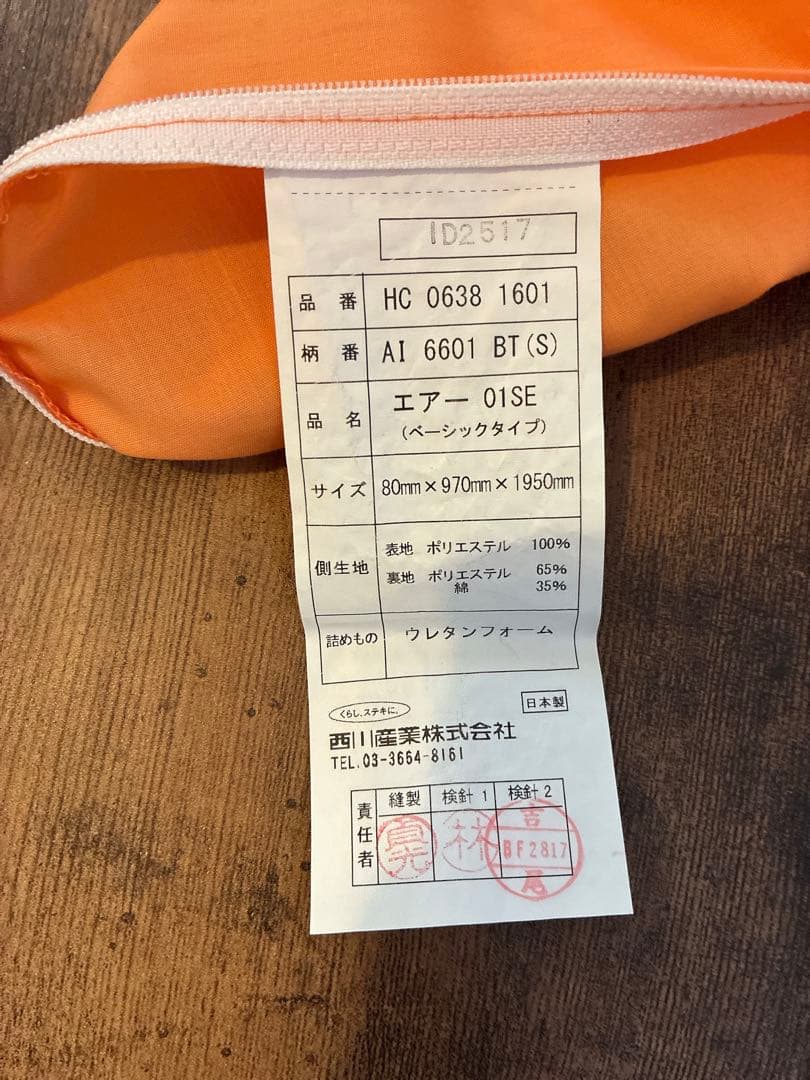 ID2517
品番 HC 0638 1601
柄番 AI 6601 BT(S)
品名 エアー 01SE
(ベーシックタイプ)
サイズ 80mm×970mm×1950mm
側生地 表地 ポリエステル 100%
裏地 ポリエステル 65%
綿 35%
詰めもの ウレタンフォーム
日本製
くらし、ステキに。
西川産業株式会社
TEL.03-3664-8161
責任者 縫製 検針1 検針2
林 吉
BF2817
尾